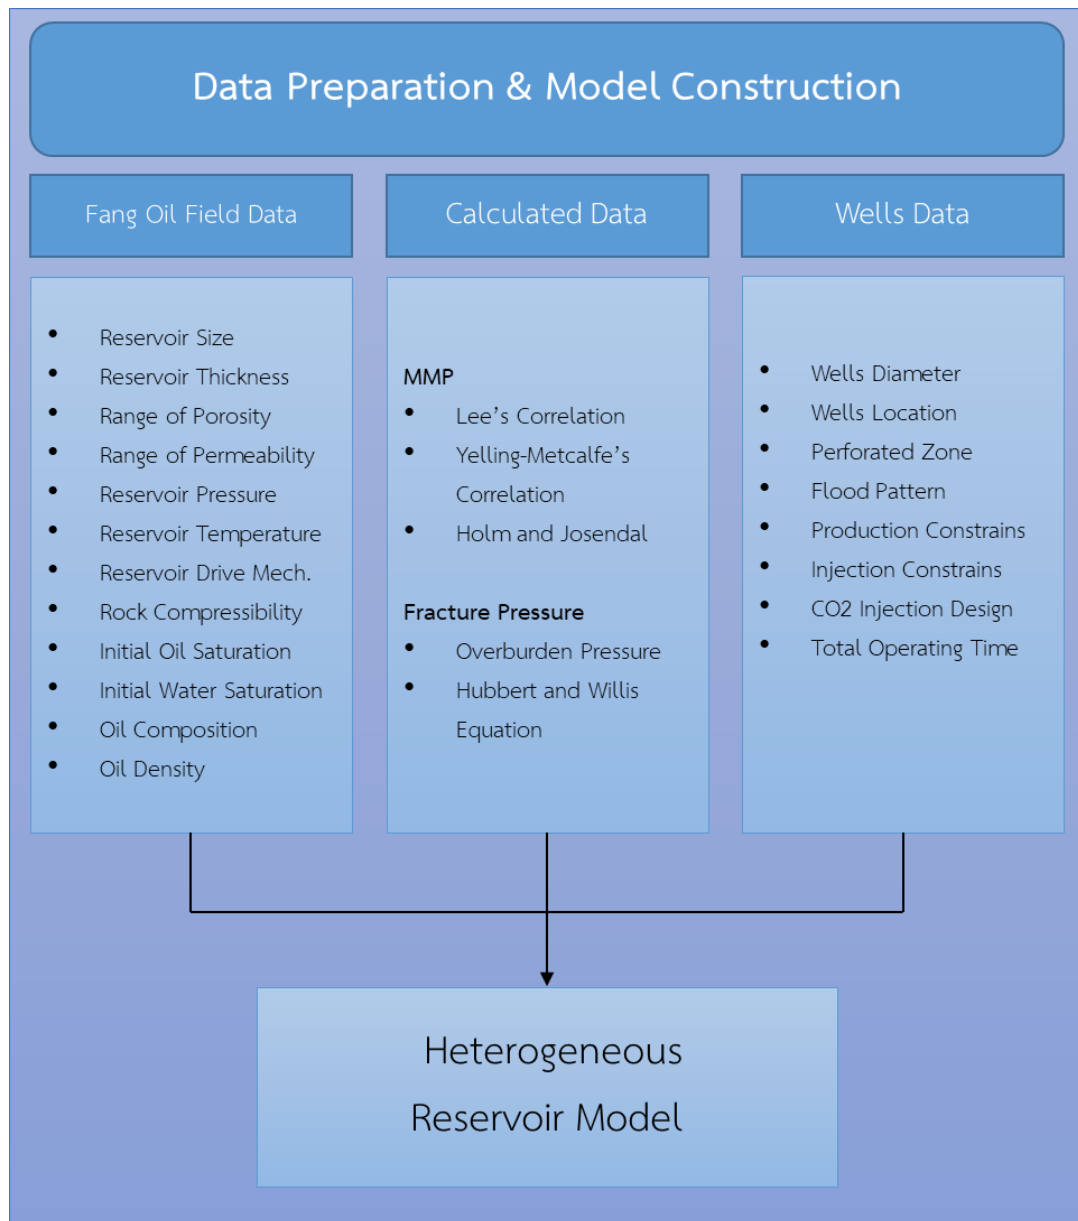 Data Preparation & Model Construction
Fang Oil Field Data
Calculated Data
Wells Data
• Reservoir Size
• Reservoir Thickness
• Range of Porosity
• Range of Permeability
• Reservoir Pressure
• Reservoir Temperature
• Reservoir Drive Mech.
• Rock Compressibility
• Initial Oil Saturation
• Initial Water Saturation
• Oil Composition
• Oil Density
MMP
• Lee's Correlation
• Yelling-Metcalfe's
Correlation
• Holm and Josendal
Fracture Pressure
• Overburden Pressure
• Hubbert and Willis
Equation
• Wells Diameter
• Wells Location
• Perforated Zone
• Flood Pattern
• Production Constrains
• Injection Constrains
• CO2 Injection Design
• Total Operating Time
Heterogeneous
Reservoir Model